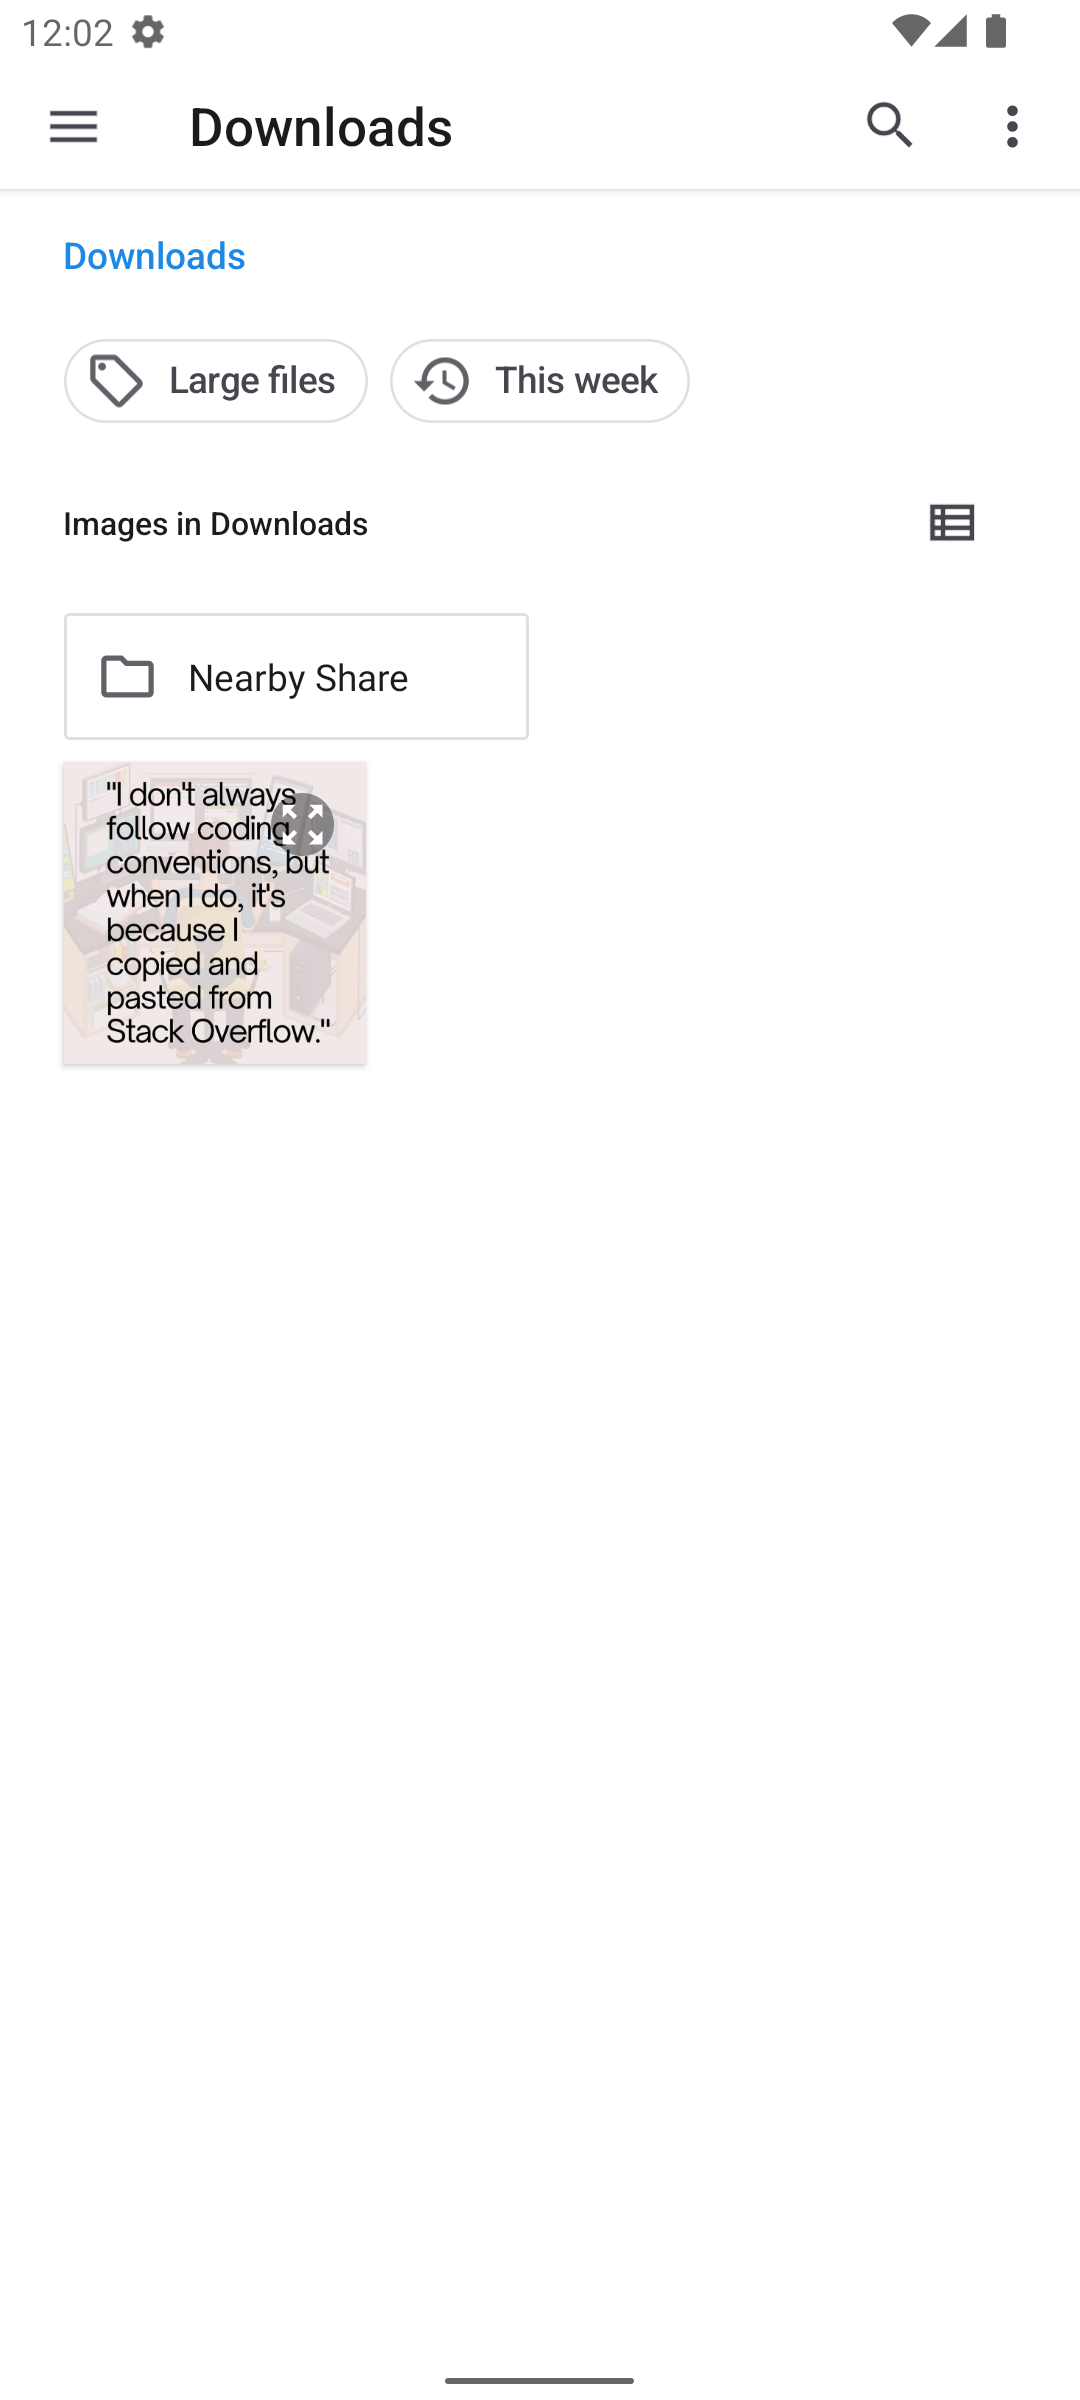 12:02
Downloads
Downloads
Large files
This week
Images in Downloads
Nearby Share
"I don't always
follow coding
conventions, but
when I do, it's
because I
copied and
pasted from
Stack Overflow."